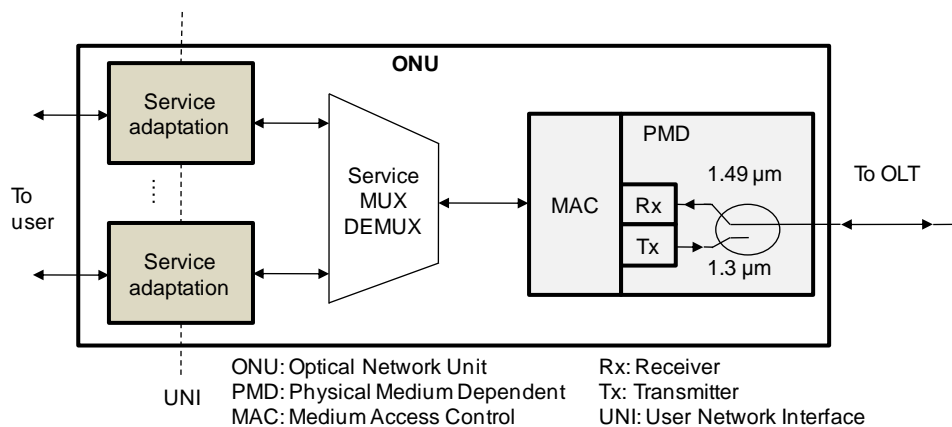 ONU
Service
adaptation
To
user
Service
adaptation
UNI
Service
MUX
DEMUX
MAC
PMD
Rx
Tx
1.49 µm
1.3 µm
To OLT
ONU: Optical Network Unit
PMD: Physical Medium Dependent
MAC: Medium Access Control
Rx: Receiver
Tx: Transmitter
UNI: User Network Interface